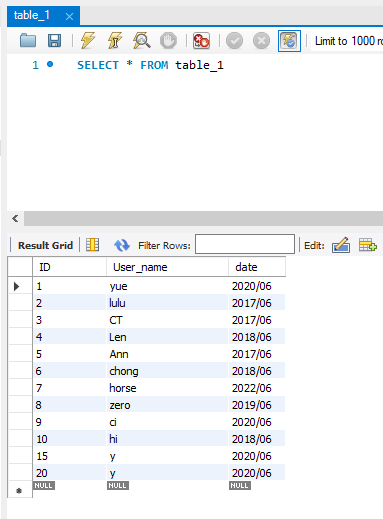 table_1
Limit to 1000 ro
1 SELECT * FROM table_1
Result Grid Filter Rows: Edit:
ID User_name date
1 yue 2020/06
2 lulu 2017/06
3 CT 2017/06
4 Len 2018/06
5 Ann 2017/06
6 chong 2018/06
7 horse 2022/06
8 zero 2019/06
9 ci 2020/06
10 hi 2018/06
15 y 2020/06
20 y 2020/06
NULL NULL NULL